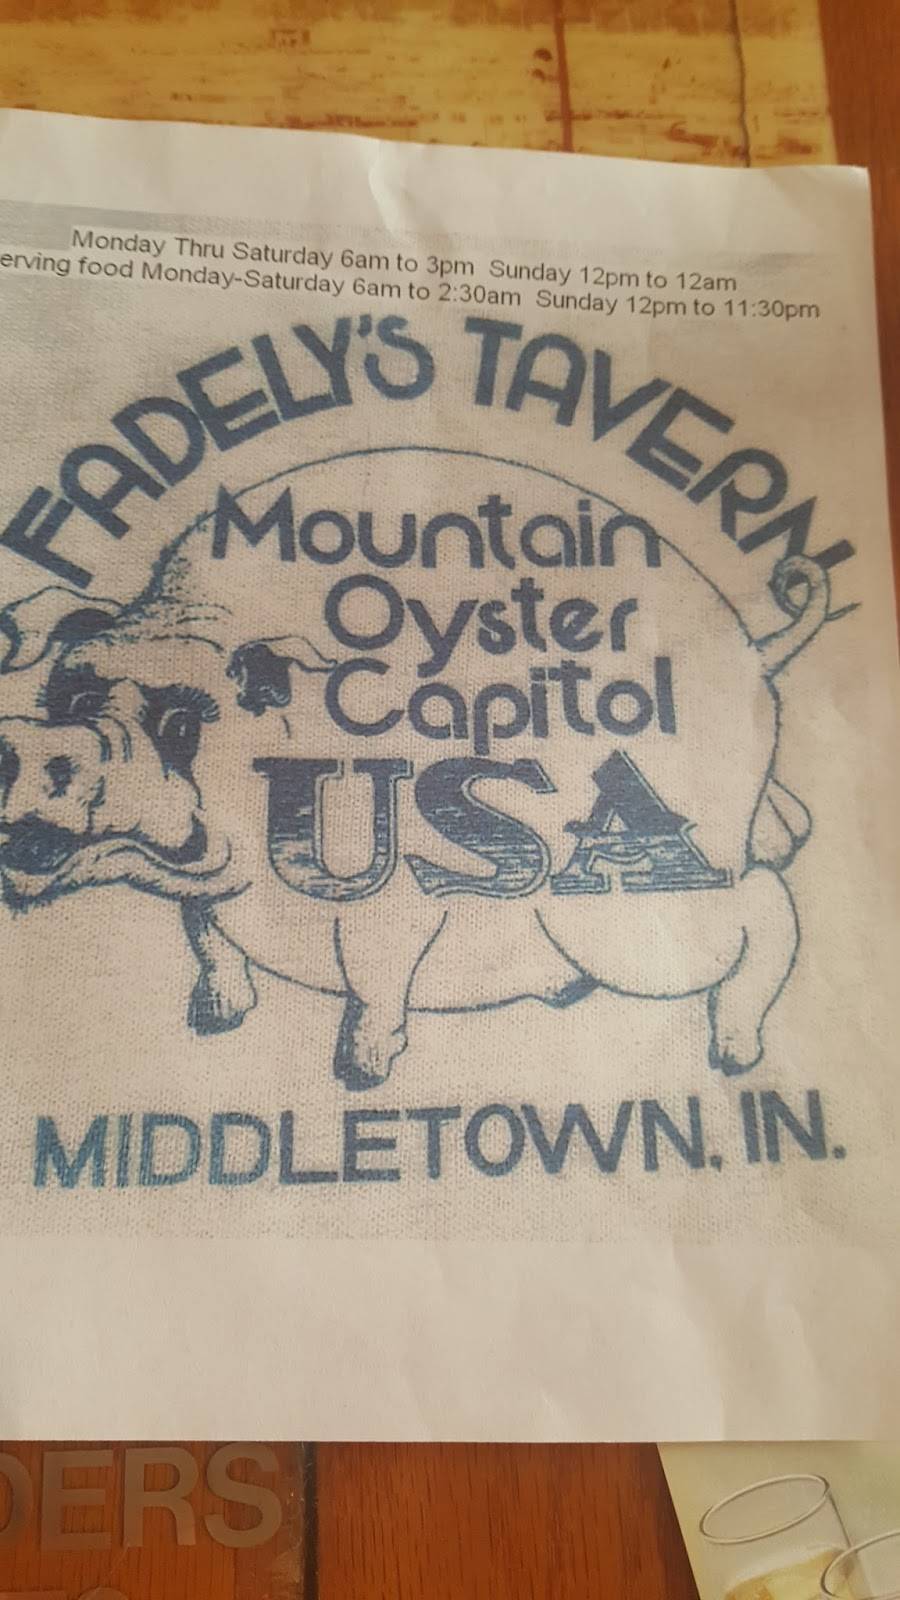 Monday Thru Saturday 6am to 3pm Sunday 12pm to 12am
erving food Monday-Saturday 6am to 2:30am Sunday 12pm to 11:30pm
FADELY'S TAVERN
Mountain
Oyster
Capitol
USA
MIDDLETOWN, IN.
DERS